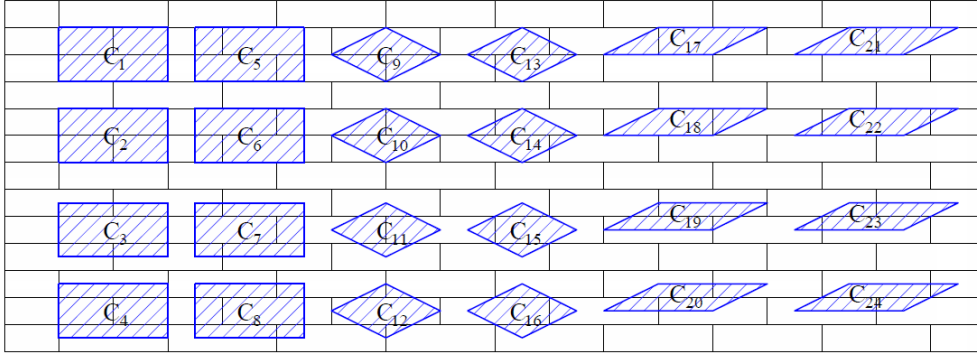 C₁ C₅ C₉ C₁₃ C₁₇ C₂₁
C₂ C₆ C₁₀ C₁₄ C₁₈ C₂₂
C₃ C₇ C₁₁ C₁₅ C₁₉ C₂₃
C₄ C₈ C₁₂ C₁₆ C₂₀ C₂₄